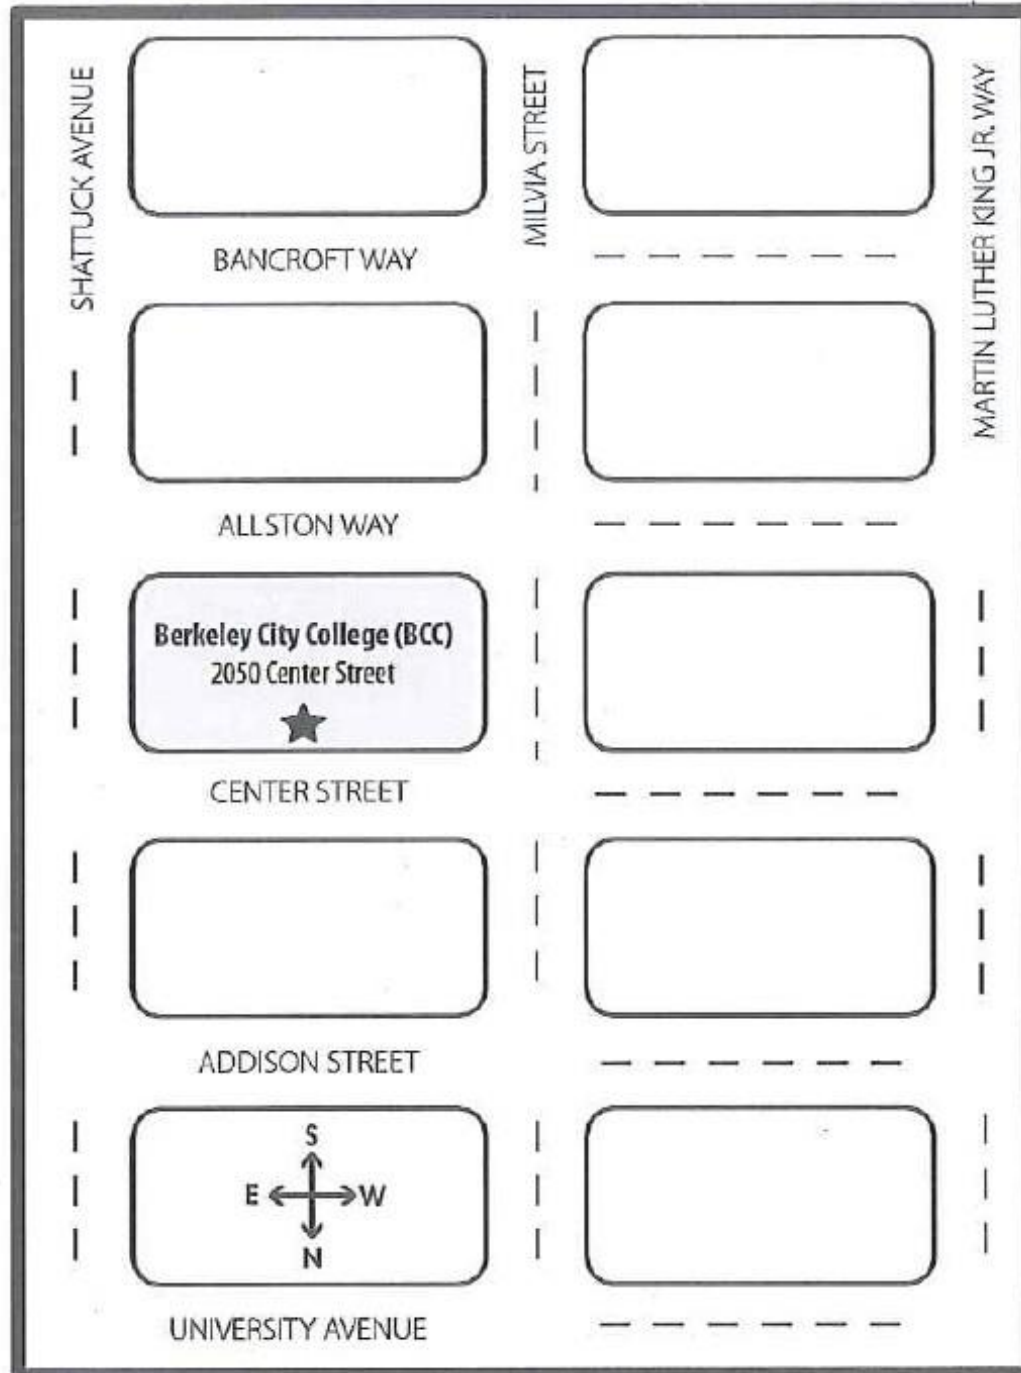 SHATTUCK AVENUE
MILVIA STREET
MARTIN LUTHER KING JR. WAY
BANCROFT WAY
ALLSTON WAY
Berkeley City College (BCC)
2050 Center Street
CENTER STREET
ADDISON STREET
S
E W
N
UNIVERSITY AVENUE